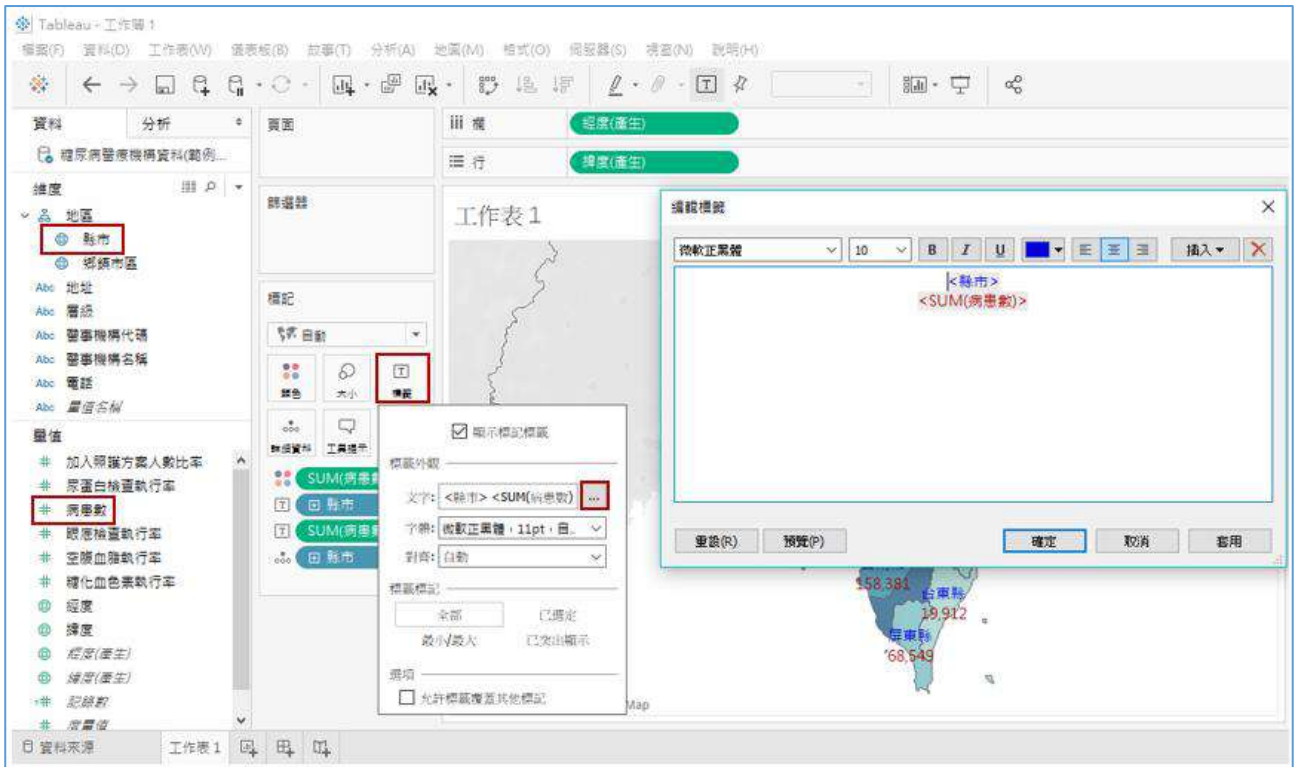 Tableau - 工作簿 1
檔案(F) 資料(D) 工作表(W) 儀表板(B) 故事(T) 分析(A) 地圖(M) 格式(O) 伺服器(S) 視窗(N) 說明(H)
資料 分析
糖尿病醫療機構資料(範例...
維度
地區
縣市
鄉鎮市區
Abc 地址
Abc 層級
Abc 醫事機構代碼
Abc 醫事機構名稱
Abc 電話
Abc 量值名稱
量值
# 加入照護方案人數比率
# 尿蛋白檢查執行率
# 病患數
# 眼底檢查執行率
# 空腹血脂執行率
# 糖化血色素執行率
經度
緯度
經度(產生)
緯度(產生)
# 記錄數
# 度量值
資料來源 工作表 1
頁面
篩選器
標記
自動
顏色 大小 標籤
詳細資料 工具提示
SUM(病患數
縣市
SUM(病患數
縣市
欄 經度(產生)
行 緯度(產生)
工作表 1
顯示標記標籤
標籤外觀
文字: <縣市> <SUM(病患數) ...
字體: 微軟正黑體，11pt，自..
對齊: 自動
標籤標記
全部 已選定
最小/最大 已突出顯示
選項
允許標籤覆蓋其他標記
編輯標籤
微軟正黑體 10 B I U 插入
<縣市>
<SUM(病患數)>
重設(R) 預覽(P) 確定 取消 套用
158,381
台東縣
19,912
屏東縣
68,549
Map